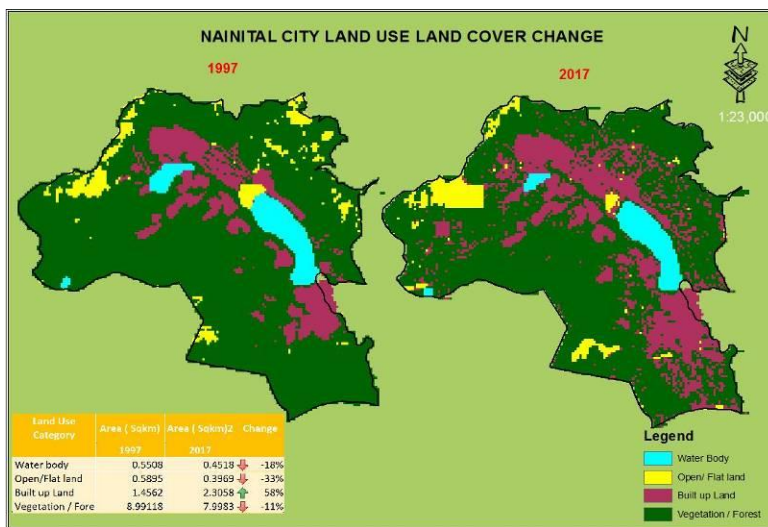 NAINITAL CITY LAND USE LAND COVER CHANGE
1997
2017
N
1:23,000
Land Use Category Area ( Sqkm) 1997 Area ( Sqkm)2 2017 Change
Water body 0.5508 0.4518 -18%
Open/Flat land 0.5895 0.3969 -33%
Built up Land 1.4562 2.3058 58%
Vegetation / Fore 8.99118 7.9983 -11%
Legend
Water Body
Open/ Flat land
Built up Land
Vegetation / Forest